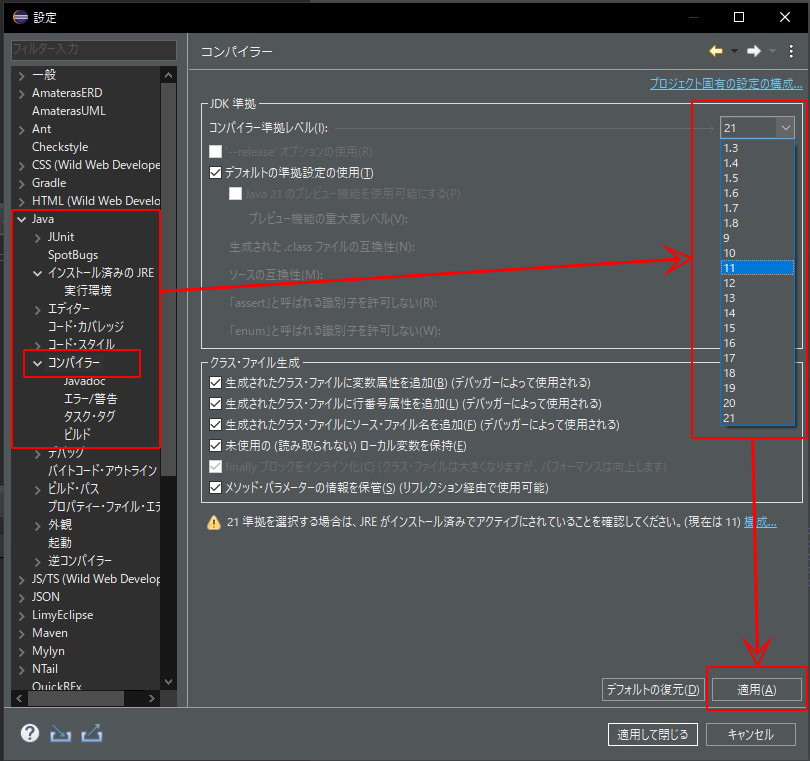 設定
フィルター入力
一般
AmaterasERD
AmaterasUML
Ant
Checkstyle
CSS (Wild Web Develope
Gradle
HTML (Wild Web Develo
Java
JUnit
SpotBugs
インストール済みの JRE
実行環境
エディター
コード・カバレッジ
コード・スタイル
コンパイラー
Javadoc
エラー/警告
タスク・タグ
ビルド
デバッグ
バイトコード・アウトライン
ビルド・パス
プロパティー・ファイル・エデ
外観
起動
逆コンパイラー
JS/TS (Wild Web Develop
JSON
LimyEclipse
Maven
Mylyn
NTail
QuickREx
コンパイラー
プロジェクト固有の設定の構成...
JDK 準拠
コンパイラー準拠レベル(I):
21
'--release' オプションの使用(R)
デフォルトの準拠設定の使用(T)
Java 21 のプレビュー機能を使用可能にする(P)
プレビュー機能の重大度レベル(V):
生成された .class ファイルの互換性(N):
ソースの互換性(M):
「assert」と呼ばれる識別子を許可しない(R):
「enum」と呼ばれる識別子を許可しない(W):
1.3
1.4
1.5
1.6
1.7
1.8
9
10
11
12
13
14
15
16
17
18
19
20
21
クラス・ファイル生成
生成されたクラス・ファイルに変数属性を追加(B) (デバッガーによって使用される)
生成されたクラス・ファイルに行番号属性を追加(L) (デバッガーによって使用される)
生成されたクラス・ファイルにソース・ファイル名を追加(F) (デバッガーによって使用される)
未使用の (読み取られない) ローカル変数を保持(E)
finally ブロックをインライン化(C) (クラス・ファイルは大きくなりますが、パフォーマンスは向上します)
メソッド・パラメーターの情報を保管(S) (リフレクション経由で使用可能)
21 準拠を選択する場合は、JRE がインストール済みでアクティブにされていることを確認してください。(現在は 11) 構成...
デフォルトの復元(D)
適用(A)
適用して閉じる
キャンセル